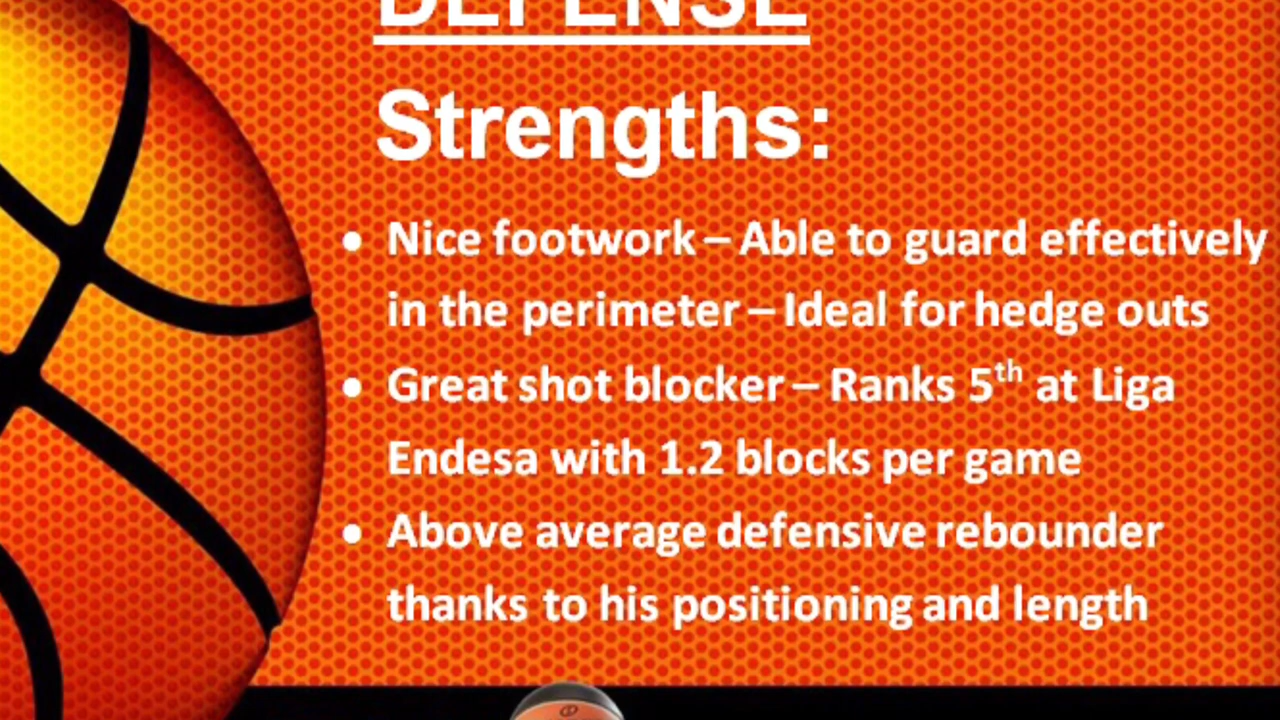 DEFENSE
Strengths:
• Nice footwork – Able to guard effectively
in the perimeter – Ideal for hedge outs
• Great shot blocker – Ranks 5th at Liga
Endesa with 1.2 blocks per game
• Above average defensive rebounder
thanks to his positioning and length